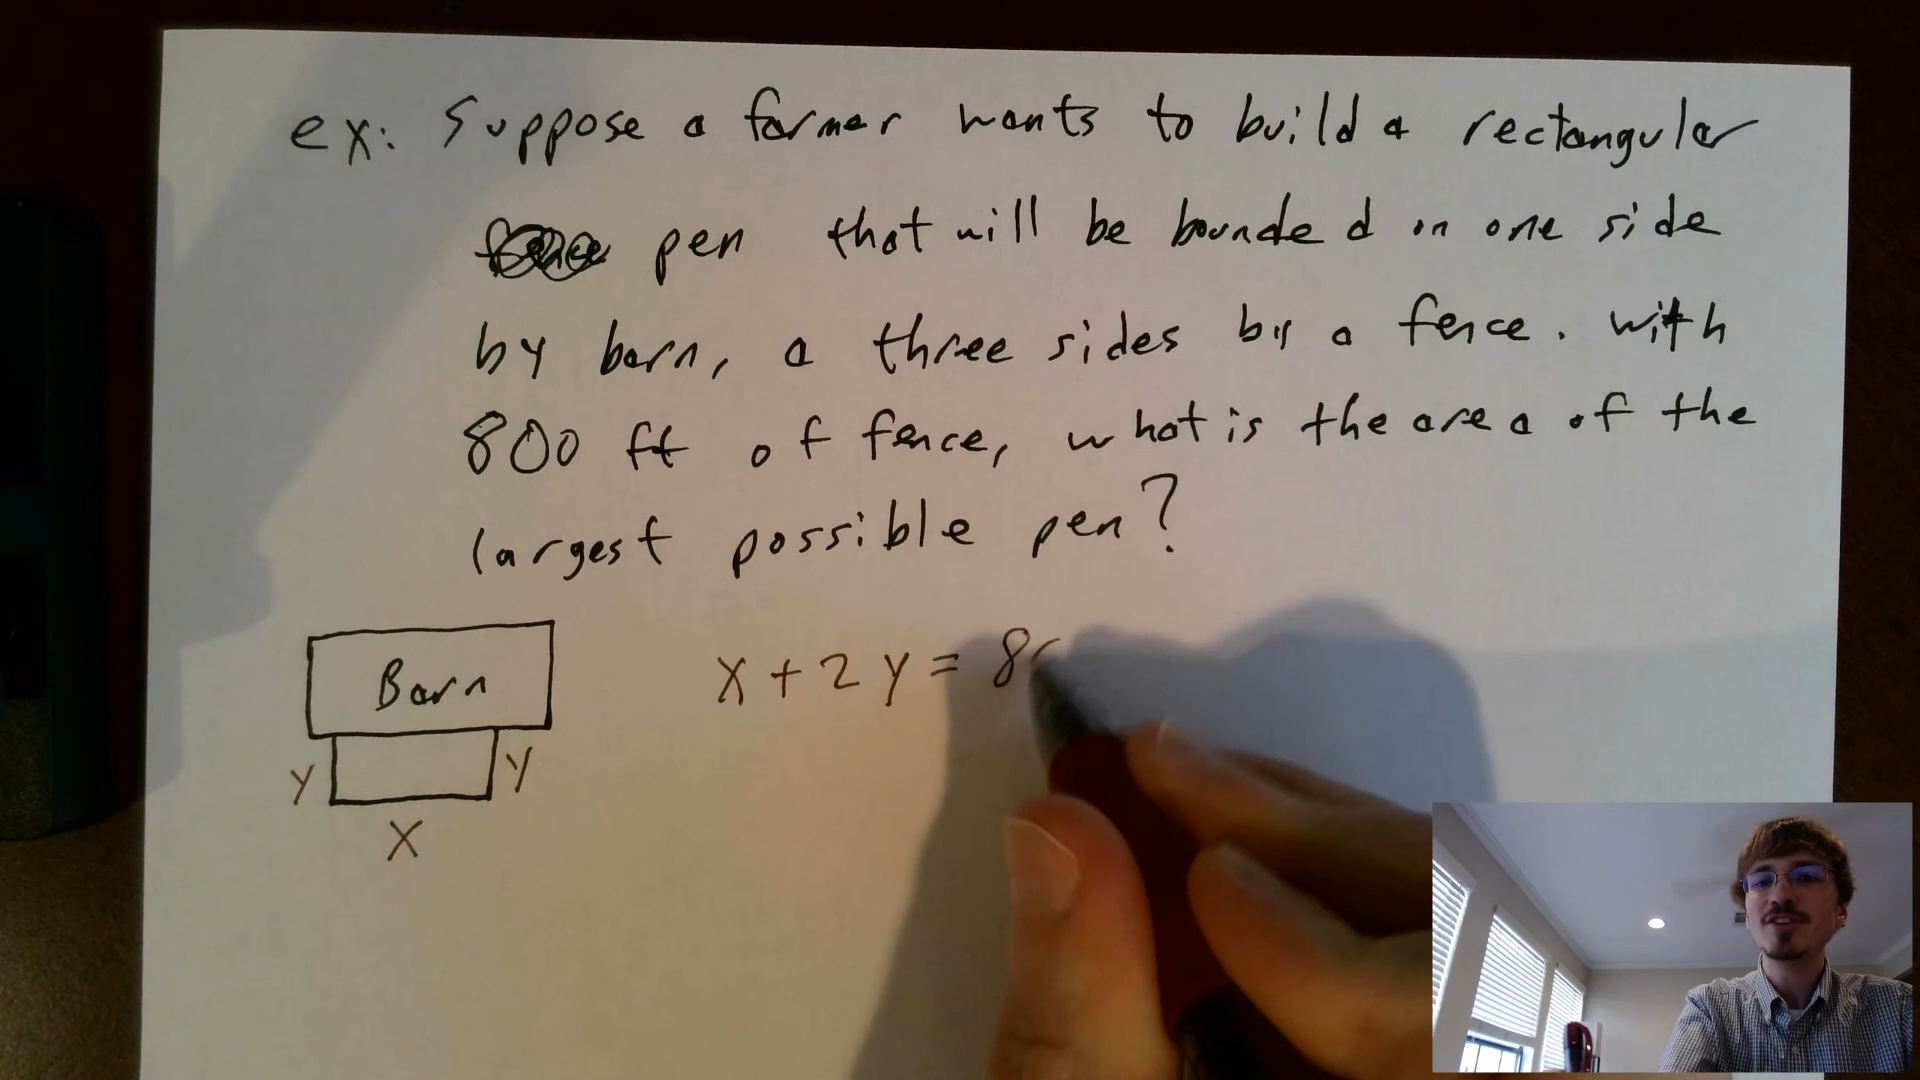 ex: Suppose a farmer wants to build a rectangular
pen that will be bounded on one side
by barn, a three sides by a fence. With
800 ft of fence, what is the area of the
largest possible pen?
Barn
x + 2y = 80
y
y
x